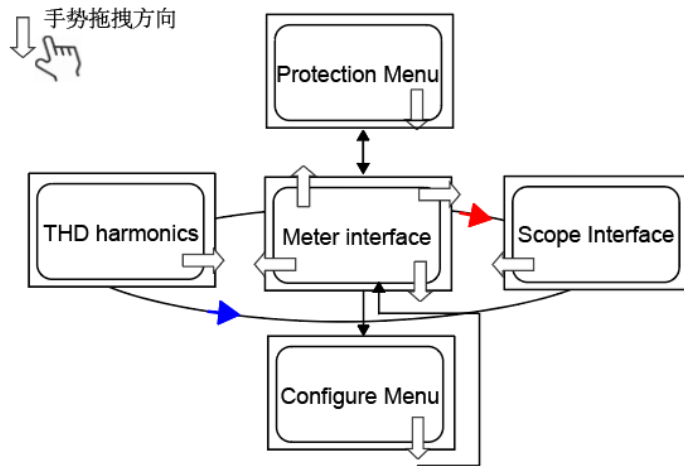 手势拖拽方向
Protection Menu
THD harmonics
Meter interface
Scope Interface
Configure Menu